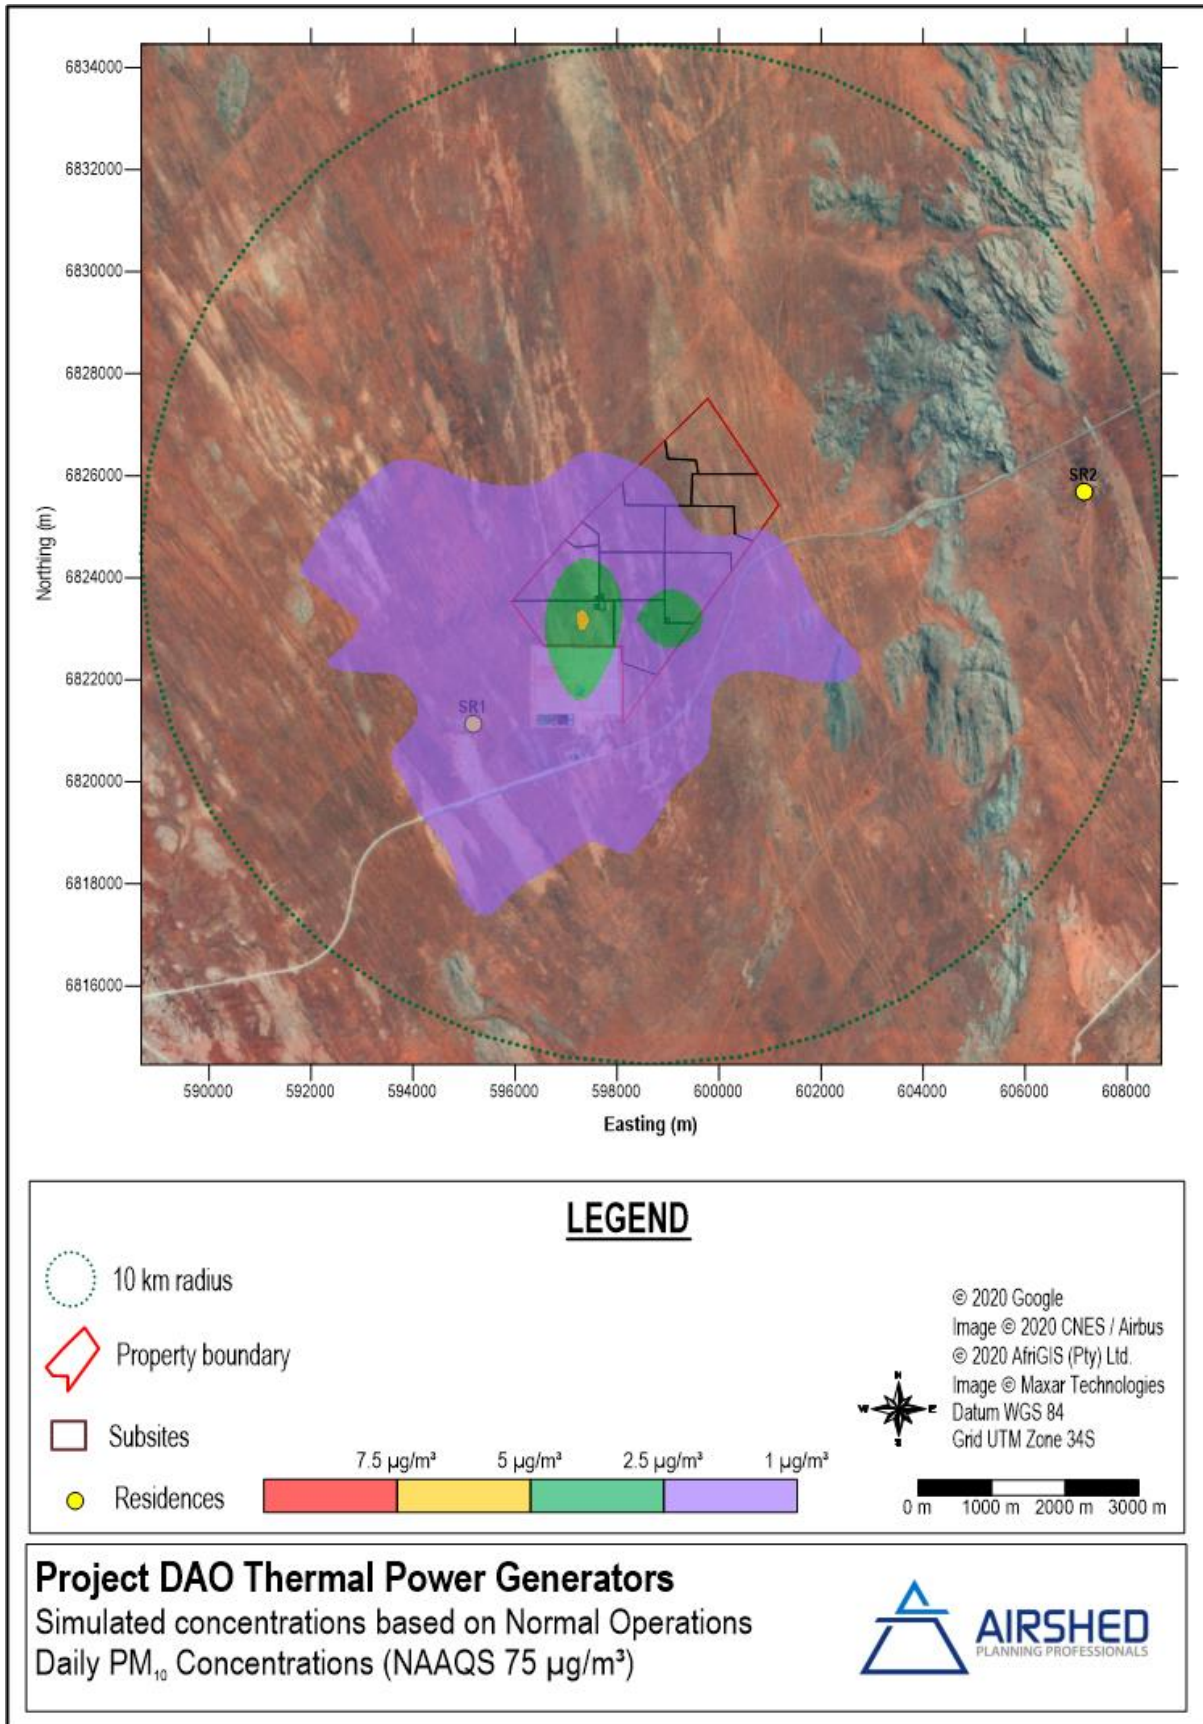 6834000
6832000
6830000
6828000
6826000
6824000
6822000
6820000
6818000
6816000
Northing (m)
SR2
SR1
590000 592000 594000 596000 598000 600000 602000 604000 606000 608000
Easting (m)
LEGEND
10 km radius
Property boundary
Subsites
Residences
7.5 µg/m³ 5 µg/m³ 2.5 µg/m³ 1 µg/m³
© 2020 Google
Image © 2020 CNES / Airbus
© 2020 AfriGIS (Pty) Ltd.
Image © Maxar Technologies
Datum WGS 84
Grid UTM Zone 34S
N
W E
S
0 m 1000 m 2000 m 3000 m
Project DAO Thermal Power Generators
Simulated concentrations based on Normal Operations
Daily PM₁₀ Concentrations (NAAQS 75 µg/m³)
AIRSHED
PLANNING PROFESSIONALS